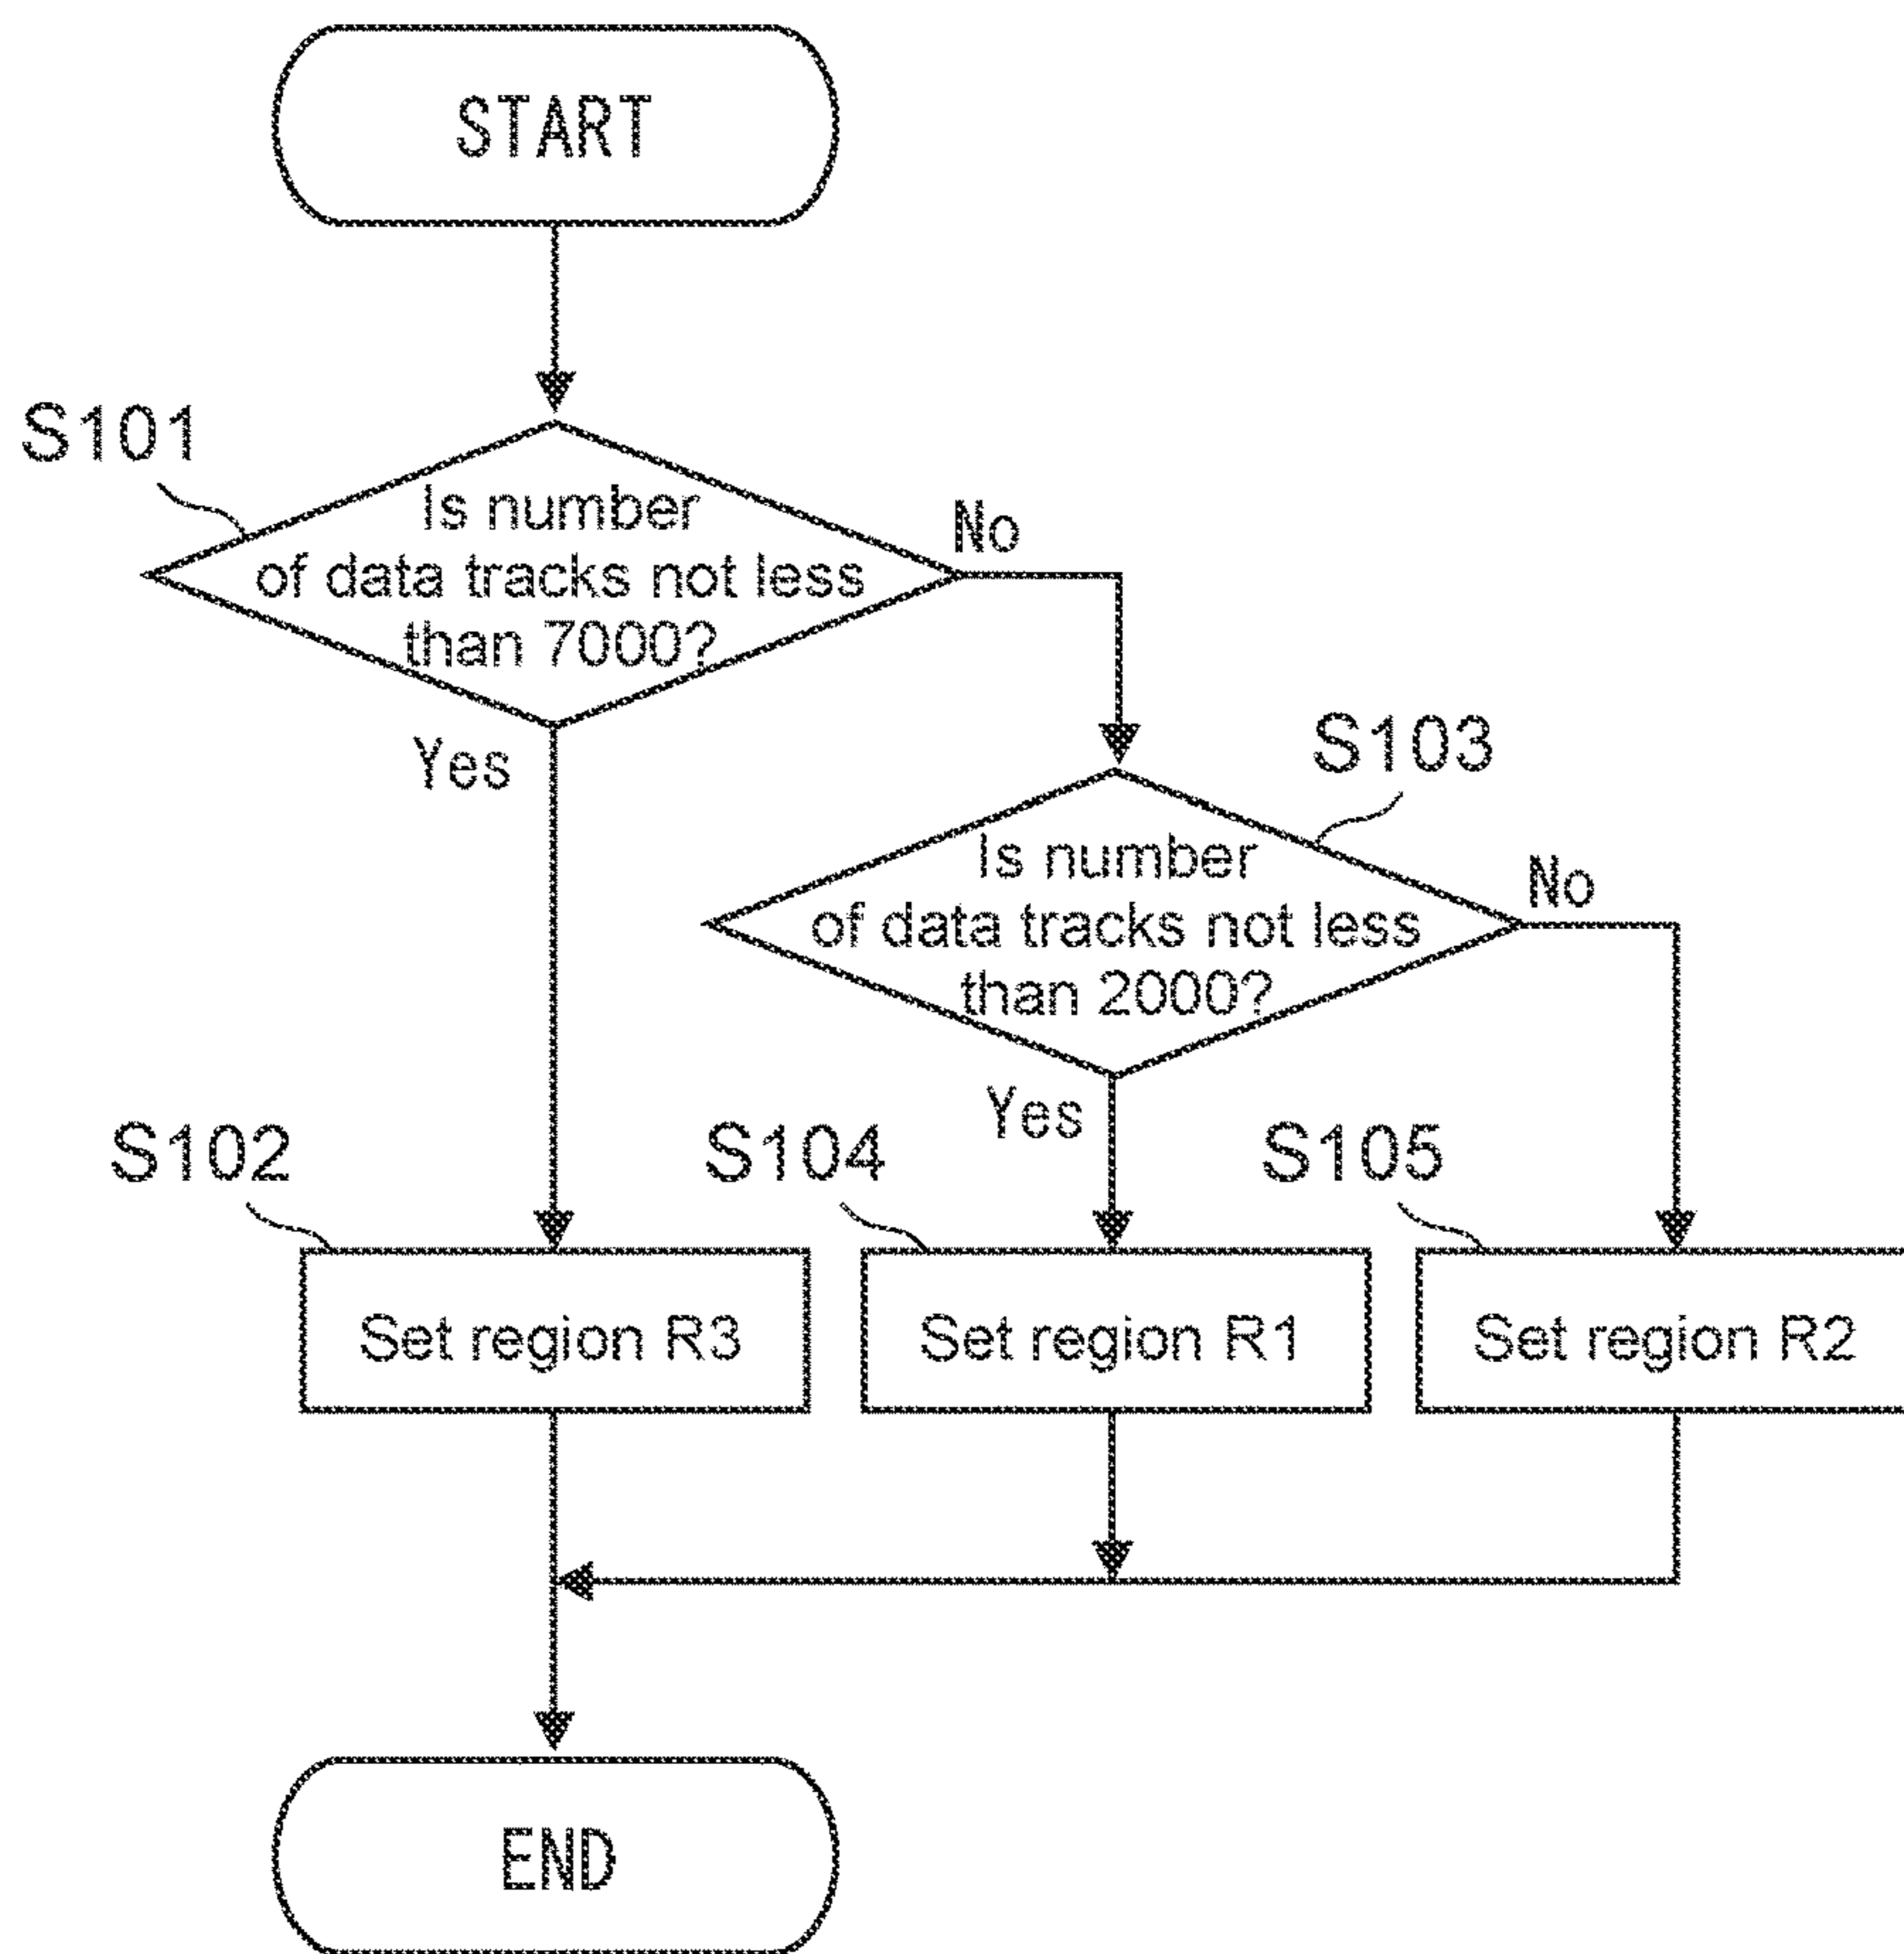 START
S101
Is number
of data tracks not less
than 7000?
No
Yes
S103
Is number
of data tracks not less
than 2000?
No
Yes
S102
S104
S105
Set region R3
Set region R1
Set region R2
END